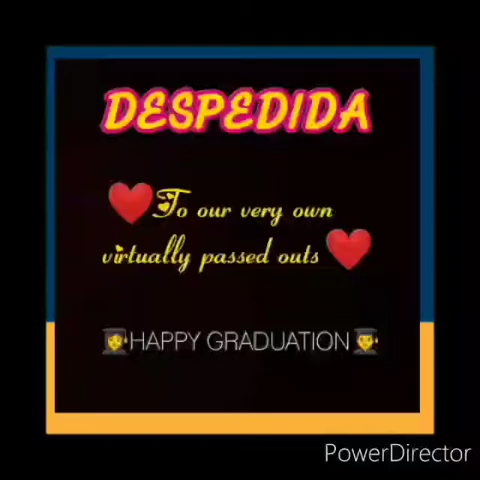 DESPEDIDA
❤️To our very own
virtually passed outs❤️
👩‍🎓HAPPY GRADUATION👨‍🎓
PowerDirector